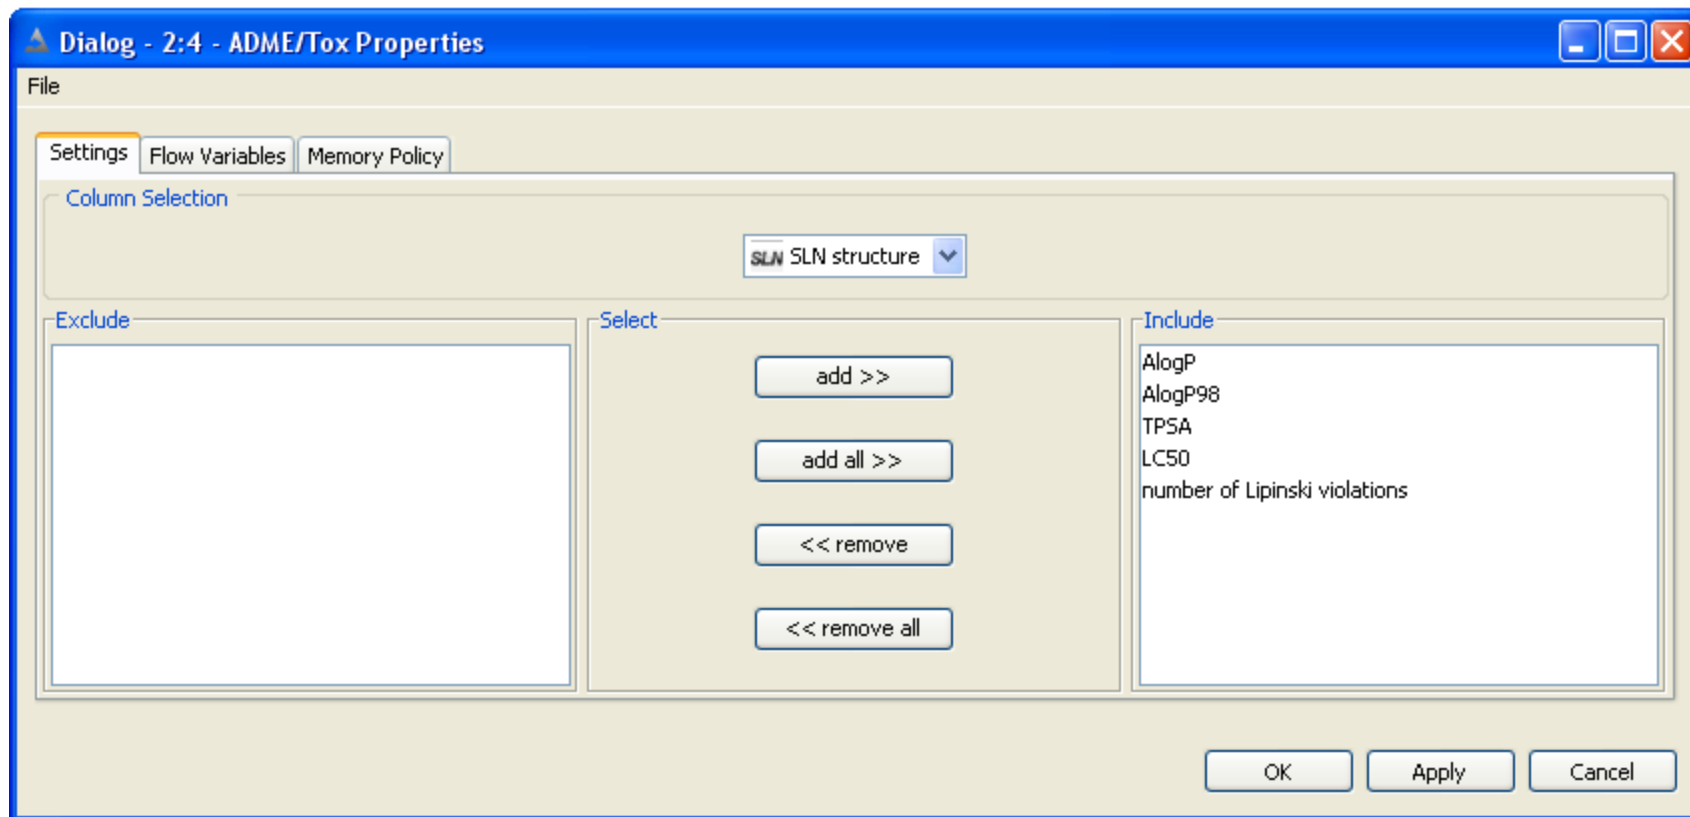 Dialog - 2:4 - ADME/Tox Properties
File
Settings Flow Variables Memory Policy
Column Selection
SLN SLN structure
Exclude Select Include
add >>
add all >>
<< remove
<< remove all
AlogP
AlogP98
TPSA
LC50
number of Lipinski violations
OK Apply Cancel